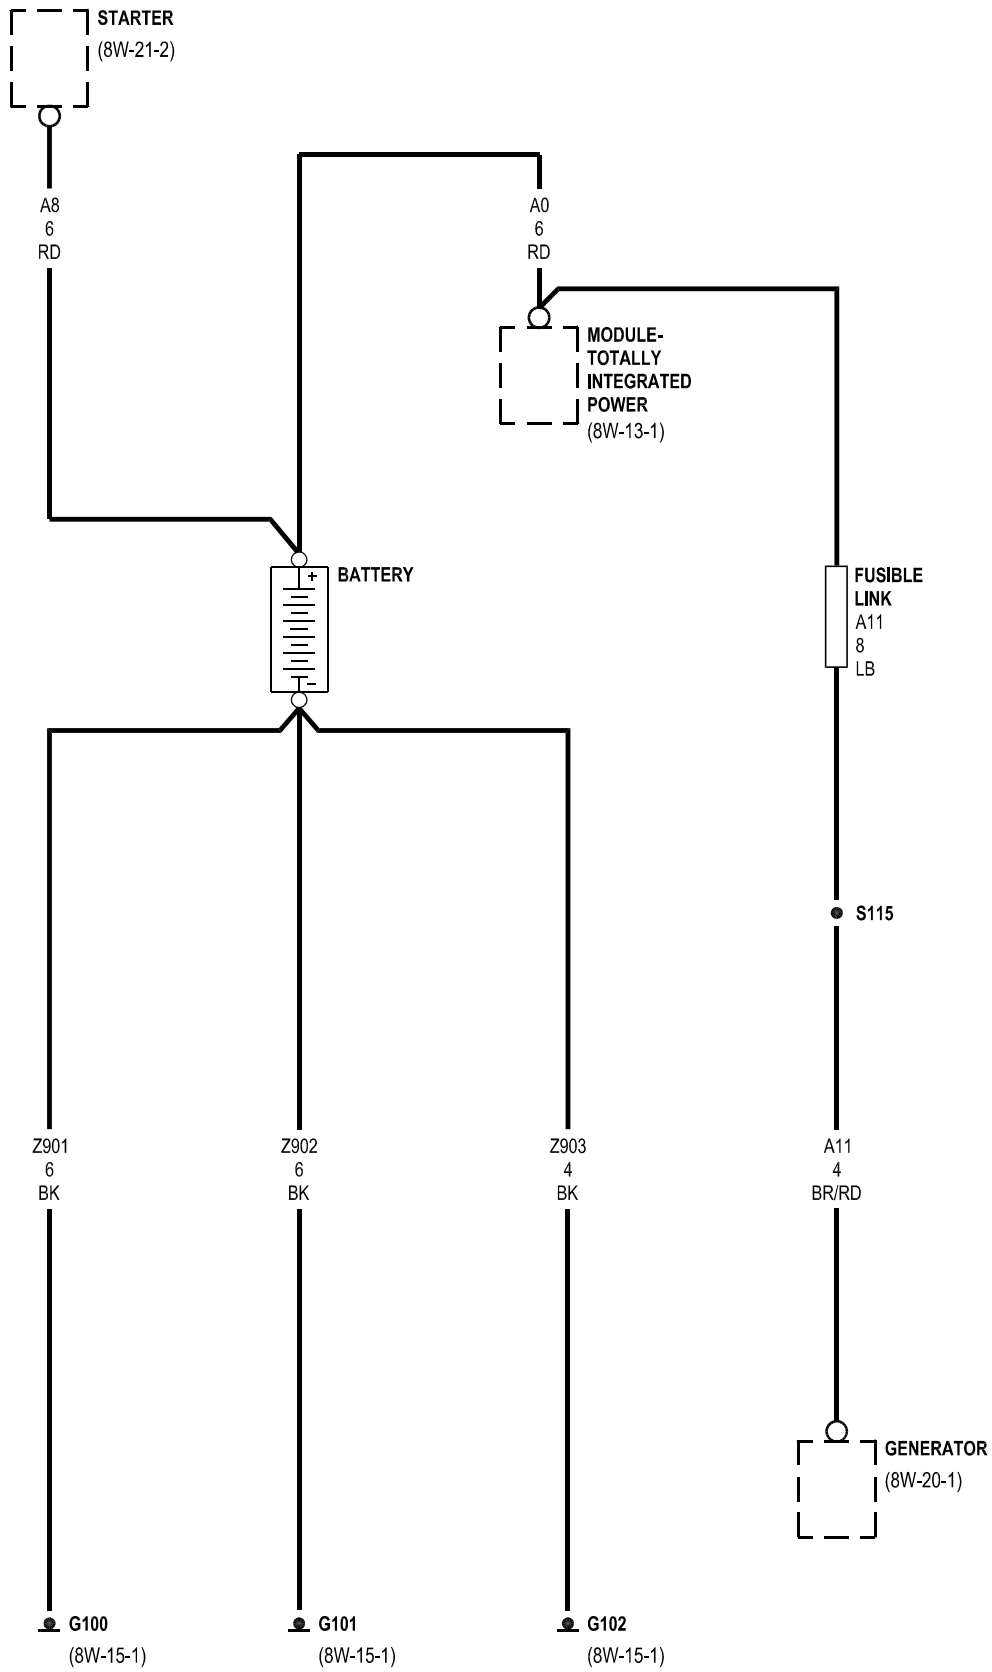 STARTER
(8W-21-2)
A8
6
RD
A0
6
RD
MODULE-
TOTALLY
INTEGRATED
POWER
(8W-13-1)
+
BATTERY
−
FUSIBLE
LINK
A11
8
LB
S115
Z901
6
BK
Z902
6
BK
Z903
4
BK
A11
4
BR/RD
GENERATOR
(8W-20-1)
G100
(8W-15-1)
G101
(8W-15-1)
G102
(8W-15-1)